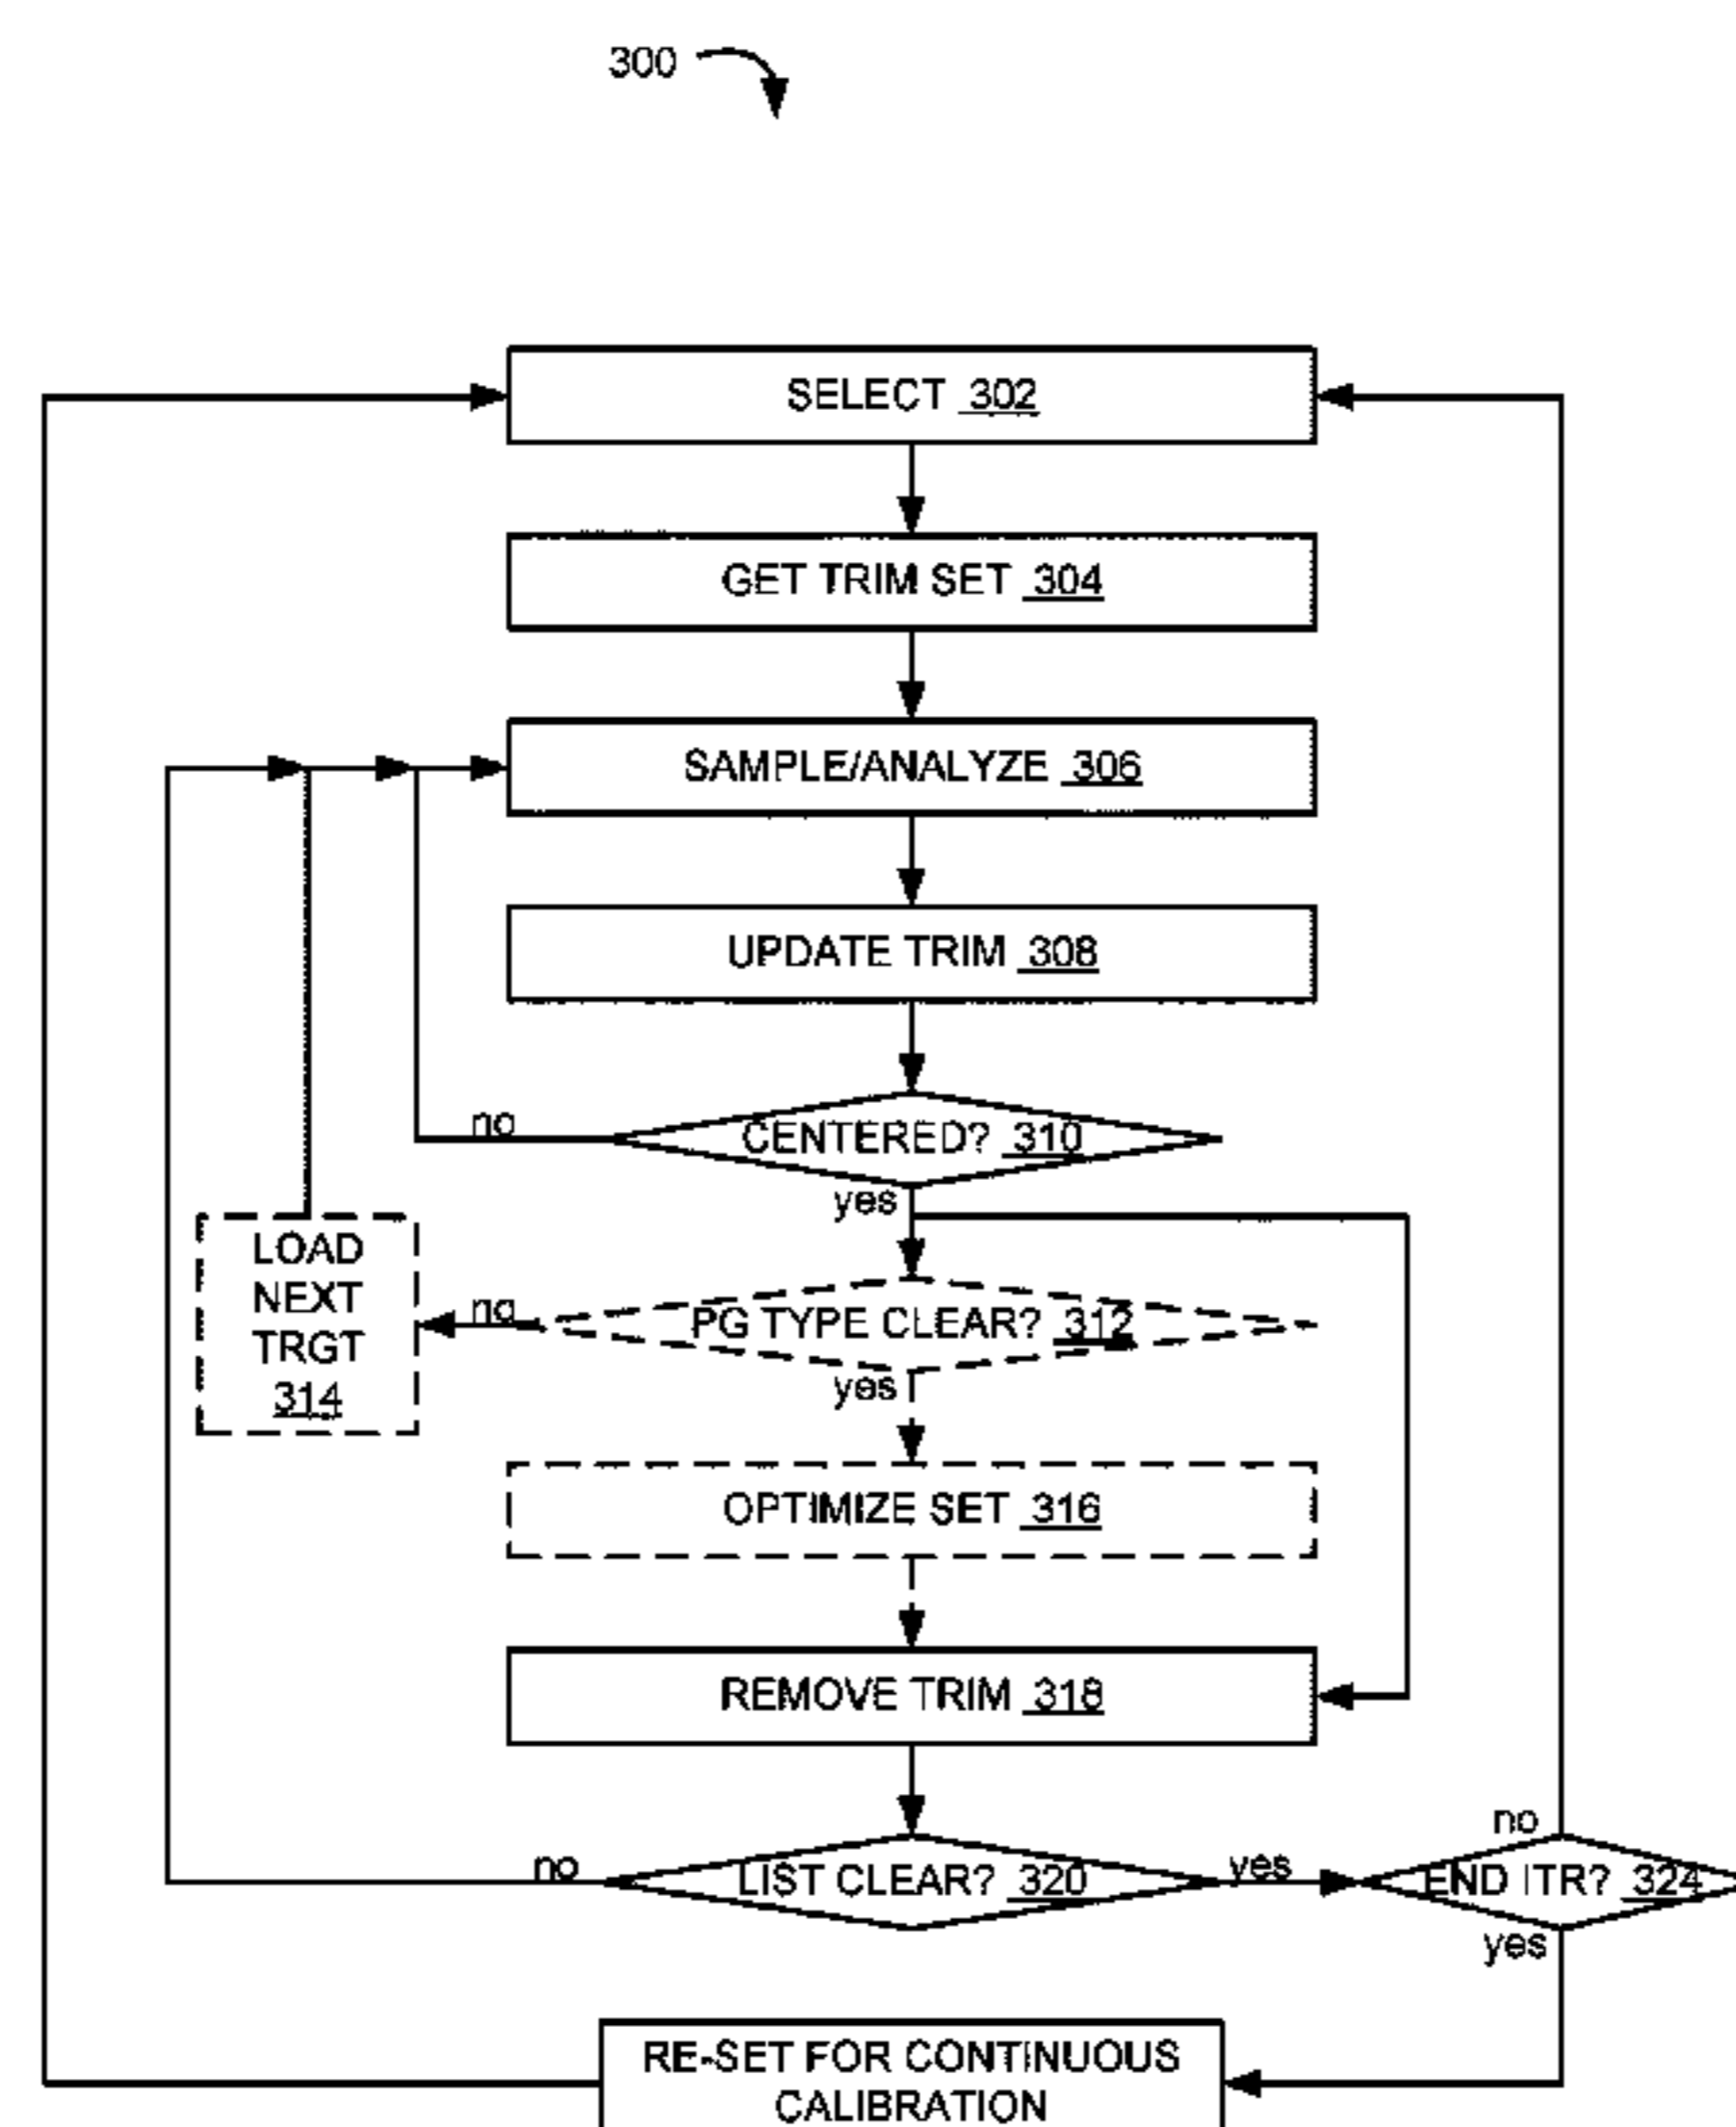 300
SELECT 302
GET TRIM SET 304
SAMPLE/ANALYZE 306
UPDATE TRIM 308
CENTERED? 310
no
yes
PG TYPE CLEAR? 312
no
yes
LOAD
NEXT
TRGT
314
OPTIMIZE SET 316
REMOVE TRIM 318
LIST CLEAR? 320
no
yes
END ITR? 324
no
yes
RE-SET FOR CONTINUOUS
CALIBRATION